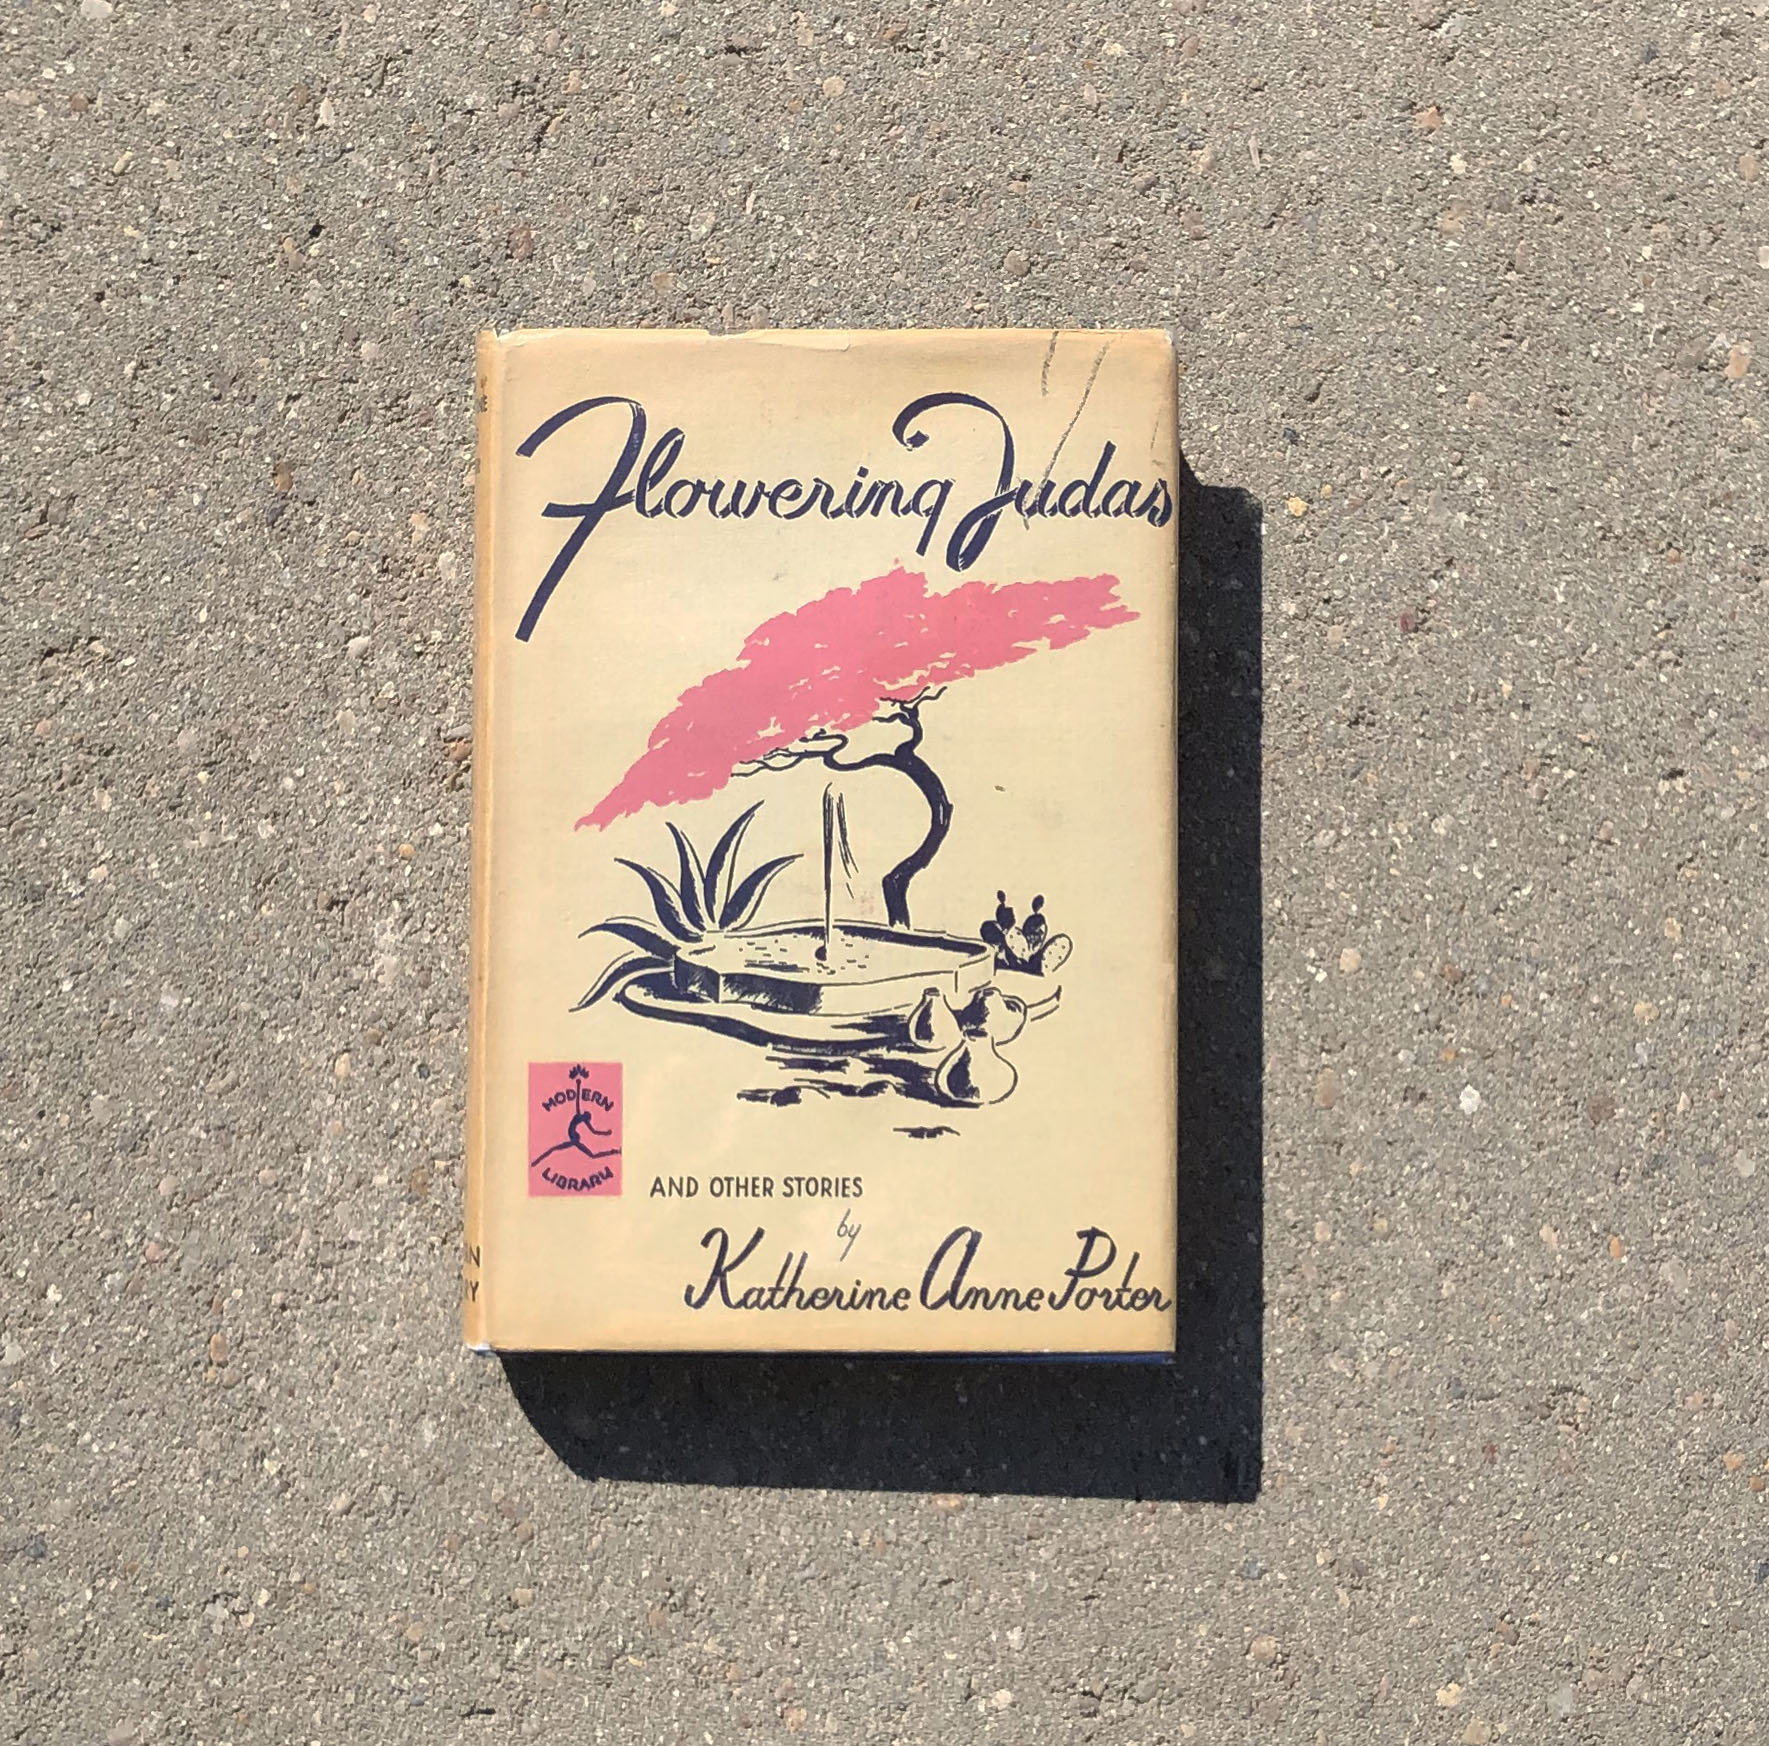 Flowering Judas
MODERN
LIBRARY
AND OTHER STORIES
by
Katherine Anne Porter